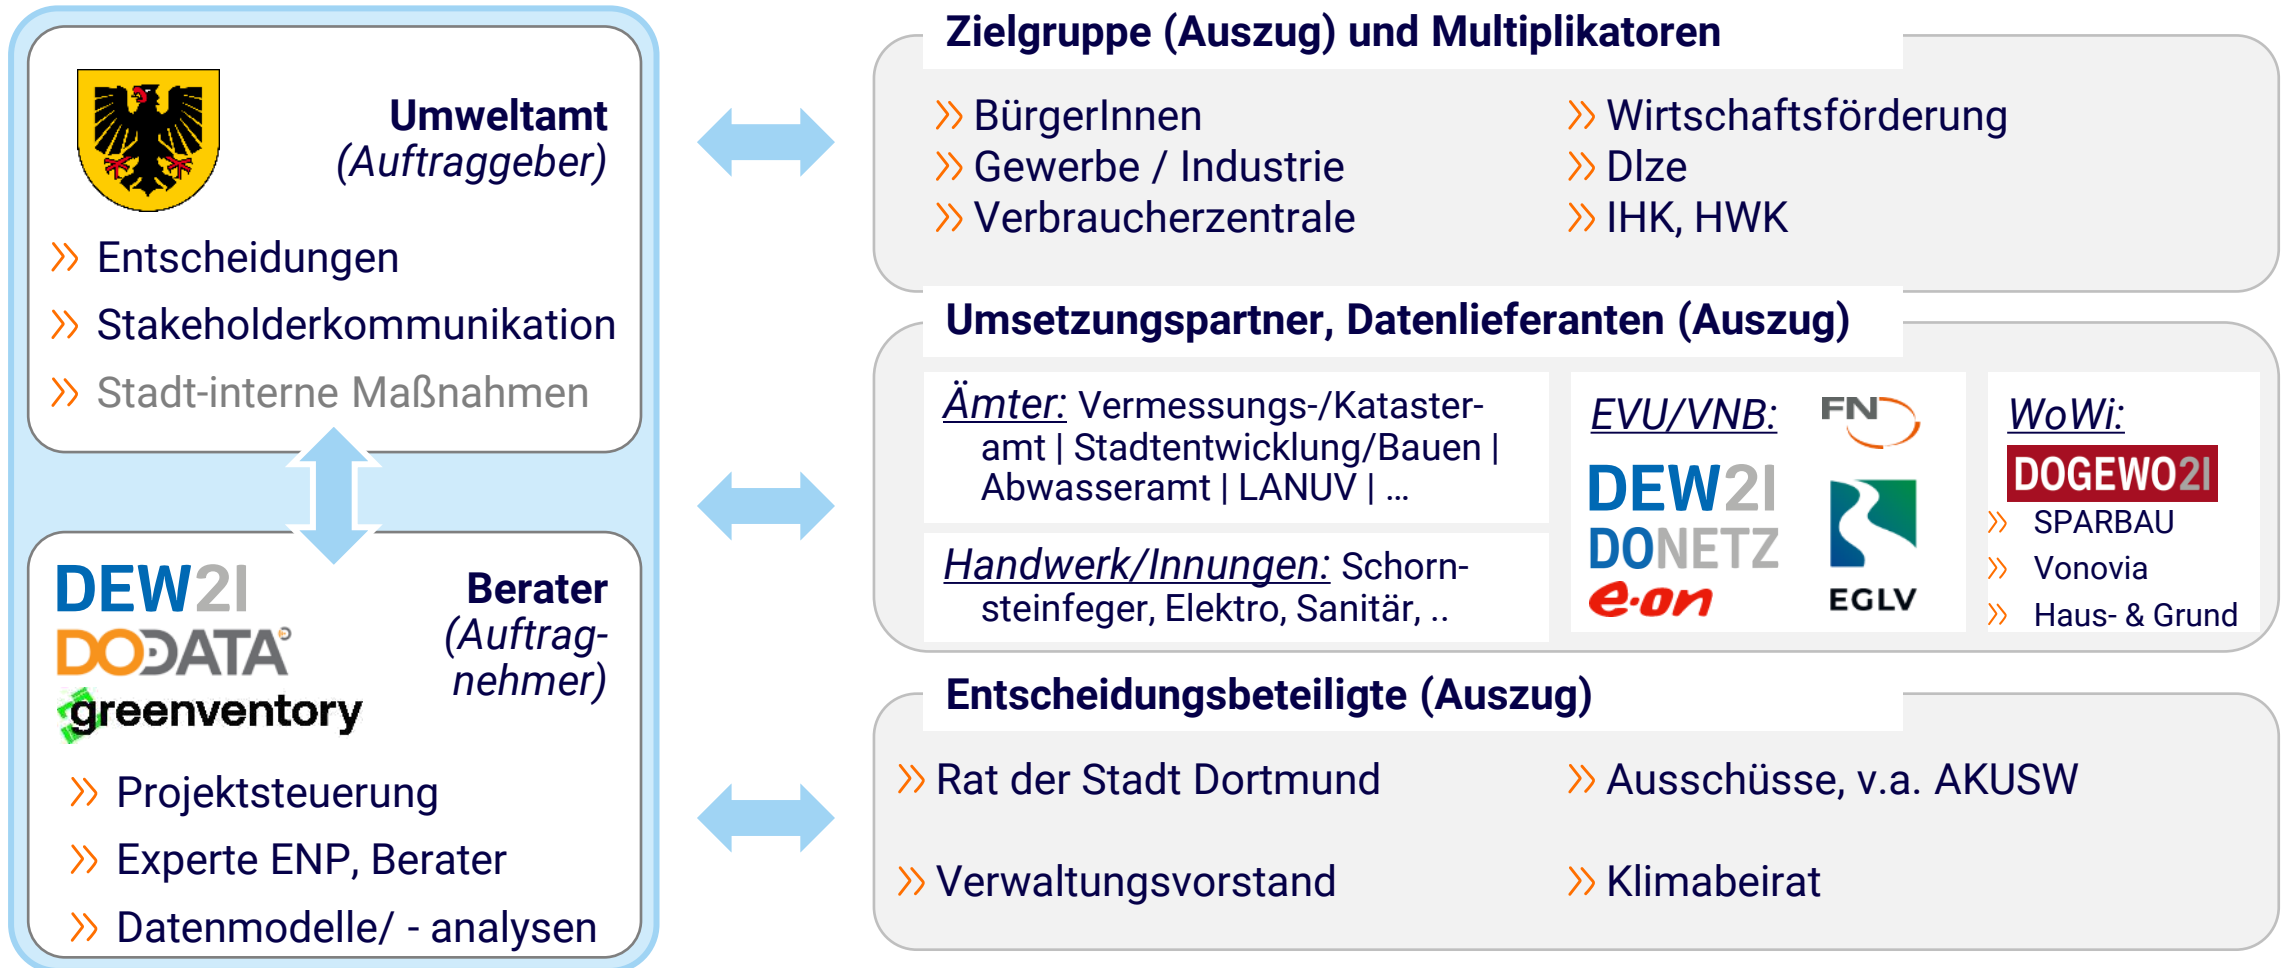 Umweltamt
(Auftraggeber)
Entscheidungen
Stakeholderkommunikation
Stadt-interne Maßnahmen
DEW21
DODATA
greenventory
Berater
(Auftrag-
nehmer)
Projektsteuerung
Experte ENP, Berater
Datenmodelle/ - analysen
Zielgruppe (Auszug) und Multiplikatoren
BürgerInnen
Gewerbe / Industrie
Verbraucherzentrale
Wirtschaftsförderung
Dlze
IHK, HWK
Umsetzungspartner, Datenlieferanten (Auszug)
Ämter: Vermessungs-/Kataster-
amt | Stadtentwicklung/Bauen |
Abwasseramt | LANUV | ...
Handwerk/Innungen: Schorn-
steinfeger, Elektro, Sanitär, ..
EVU/VNB:
FN
DEW21
DONETZ
e·on
EGLV
WoWi:
DOGEWO21
SPARBAU
Vonovia
Haus- & Grund
Entscheidungsbeteiligte (Auszug)
Rat der Stadt Dortmund
Verwaltungsvorstand
Ausschüsse, v.a. AKUSW
Klimabeirat